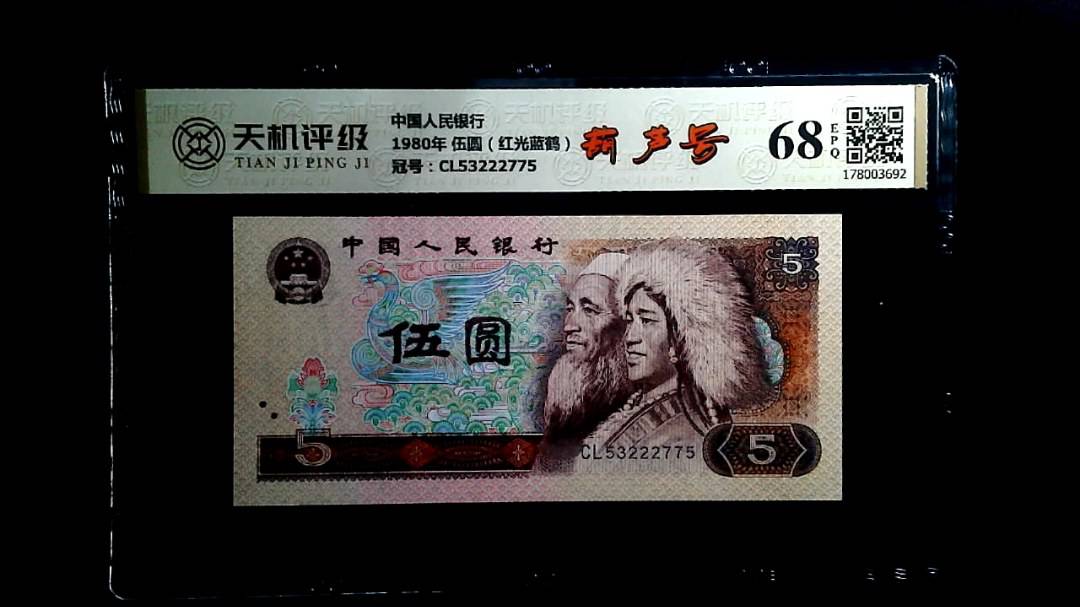 天机评级
TIAN JI PING JI
中国人民银行
1980年 伍圆（红光蓝鹤）
冠号：CL53222775
葫芦号
68
EPQ
178003692
中国人民银行
5
伍圆
5
CL53222775
5